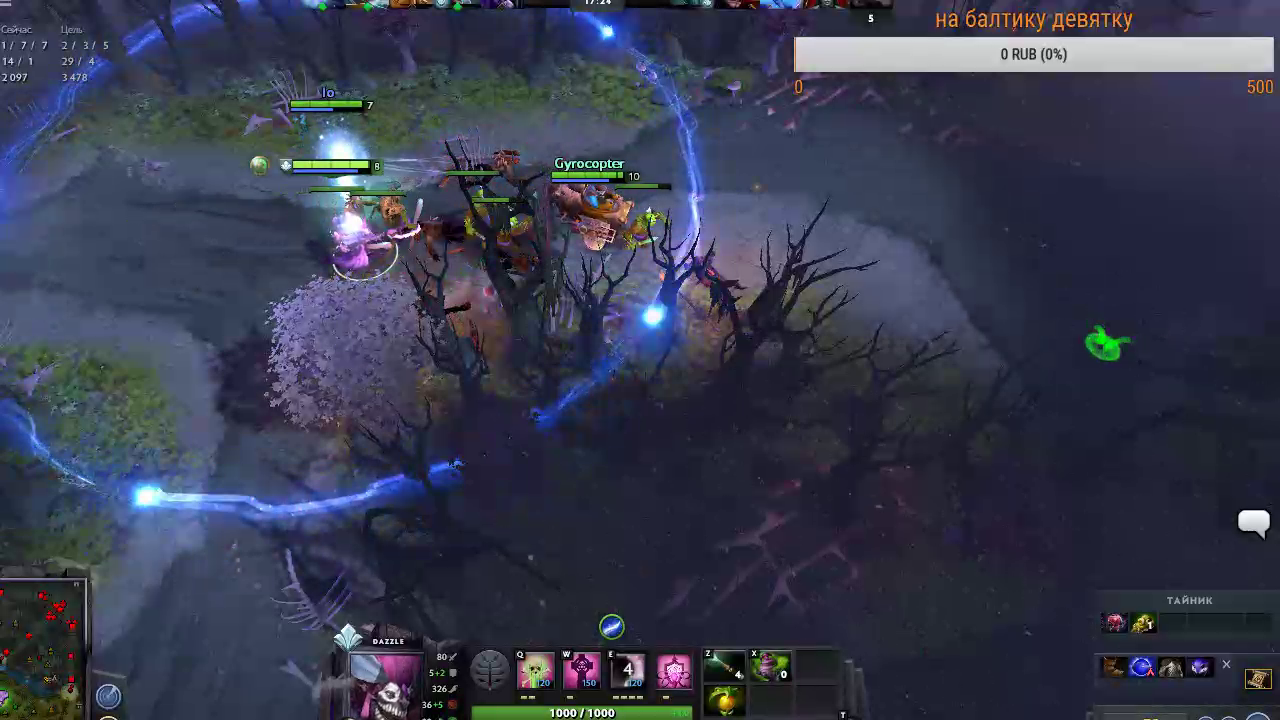 17:24
5
на балтику девятку
0 RUB (0%)
0
500
Сейчас Цель
1 / 7 / 7 2 / 3 / 5
14 / 1 29 / 4
2 097 3 478
Io
7
8
Gyrocopter
10
ТАЙНИК
1
DAZZLE
80
5+2
326
36+5
Q
120
W
150
E
4
120
Z
4
X
0
T
1000 / 1000